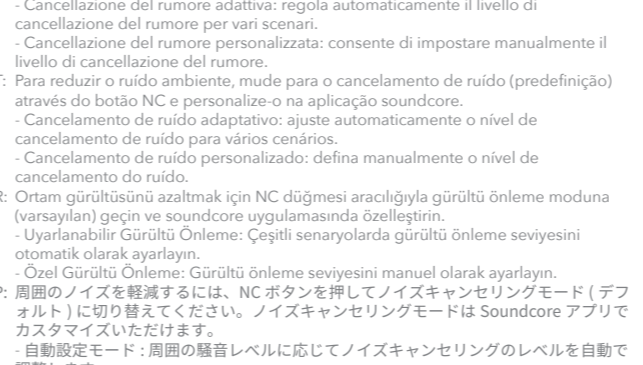 - Cancellazione del rumore adattiva: regola automaticamente il livello di
cancellazione del rumore per vari scenari.
- Cancellazione del rumore personalizzata: consente di impostare manualmente il
livello di cancellazione del rumore.
T: Para reduzir o ruído ambiente, mude para o cancelamento de ruído (predefinição)
através do botão NC e personalize-o na aplicação soundcore.
- Cancelamento de ruído adaptativo: ajuste automaticamente o nível de
cancelamento de ruído para vários cenários.
- Cancelamento de ruído personalizado: defina manualmente o nível de
cancelamento do ruído.
R: Ortam gürültüsünü azaltmak için NC düğmesi aracılığıyla gürültü önleme moduna
(varsayılan) geçin ve soundcore uygulamasında özelleştirin.
- Uyarlanabilir Gürültü Önleme: Çeşitli senaryolarda gürültü önleme seviyesini
otomatik olarak ayarlayın.
- Özel Gürültü Önleme: Gürültü önleme seviyesini manuel olarak ayarlayın.
P: 周囲のノイズを軽減するには、NC ボタンを押してノイズキャンセリングモード ( デフ
ォルト ) に切り替えてください。ノイズキャンセリングモードは Soundcore アプリで
カスタマイズいただけます。
- 自動設定モード : 周囲の騒音レベルに応じてノイズキャンセリングのレベルを自動で